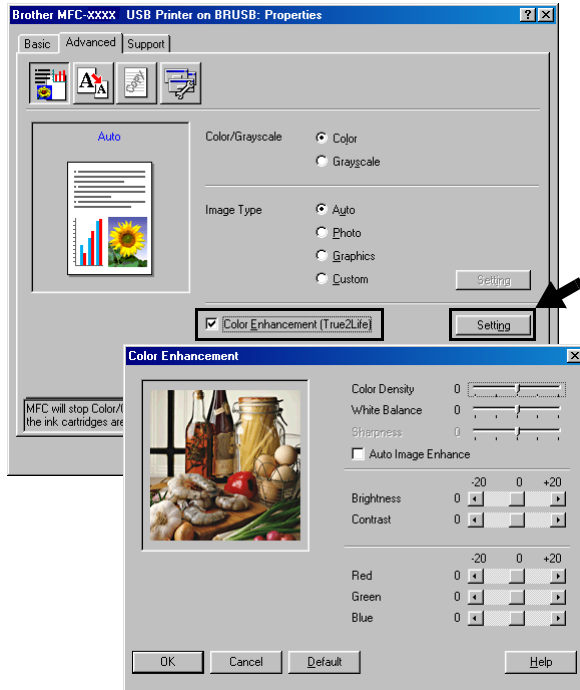 Brother MFC-XXXX USB Printer on BRUSB: Properties
Basic Advanced Support
Auto
Color/Grayscale
Color
Grayscale
Image Type
Auto
Photo
Graphics
Custom
Setting
Color Enhancement (True2Life)
Setting
MFC will stop Color/
the ink cartridges are
Color Enhancement
Color Density 0
White Balance 0
Sharpness 0
Auto Image Enhance
-20 0 +20
Brightness 0
Contrast 0
-20 0 +20
Red 0
Green 0
Blue 0
OK Cancel Default Help